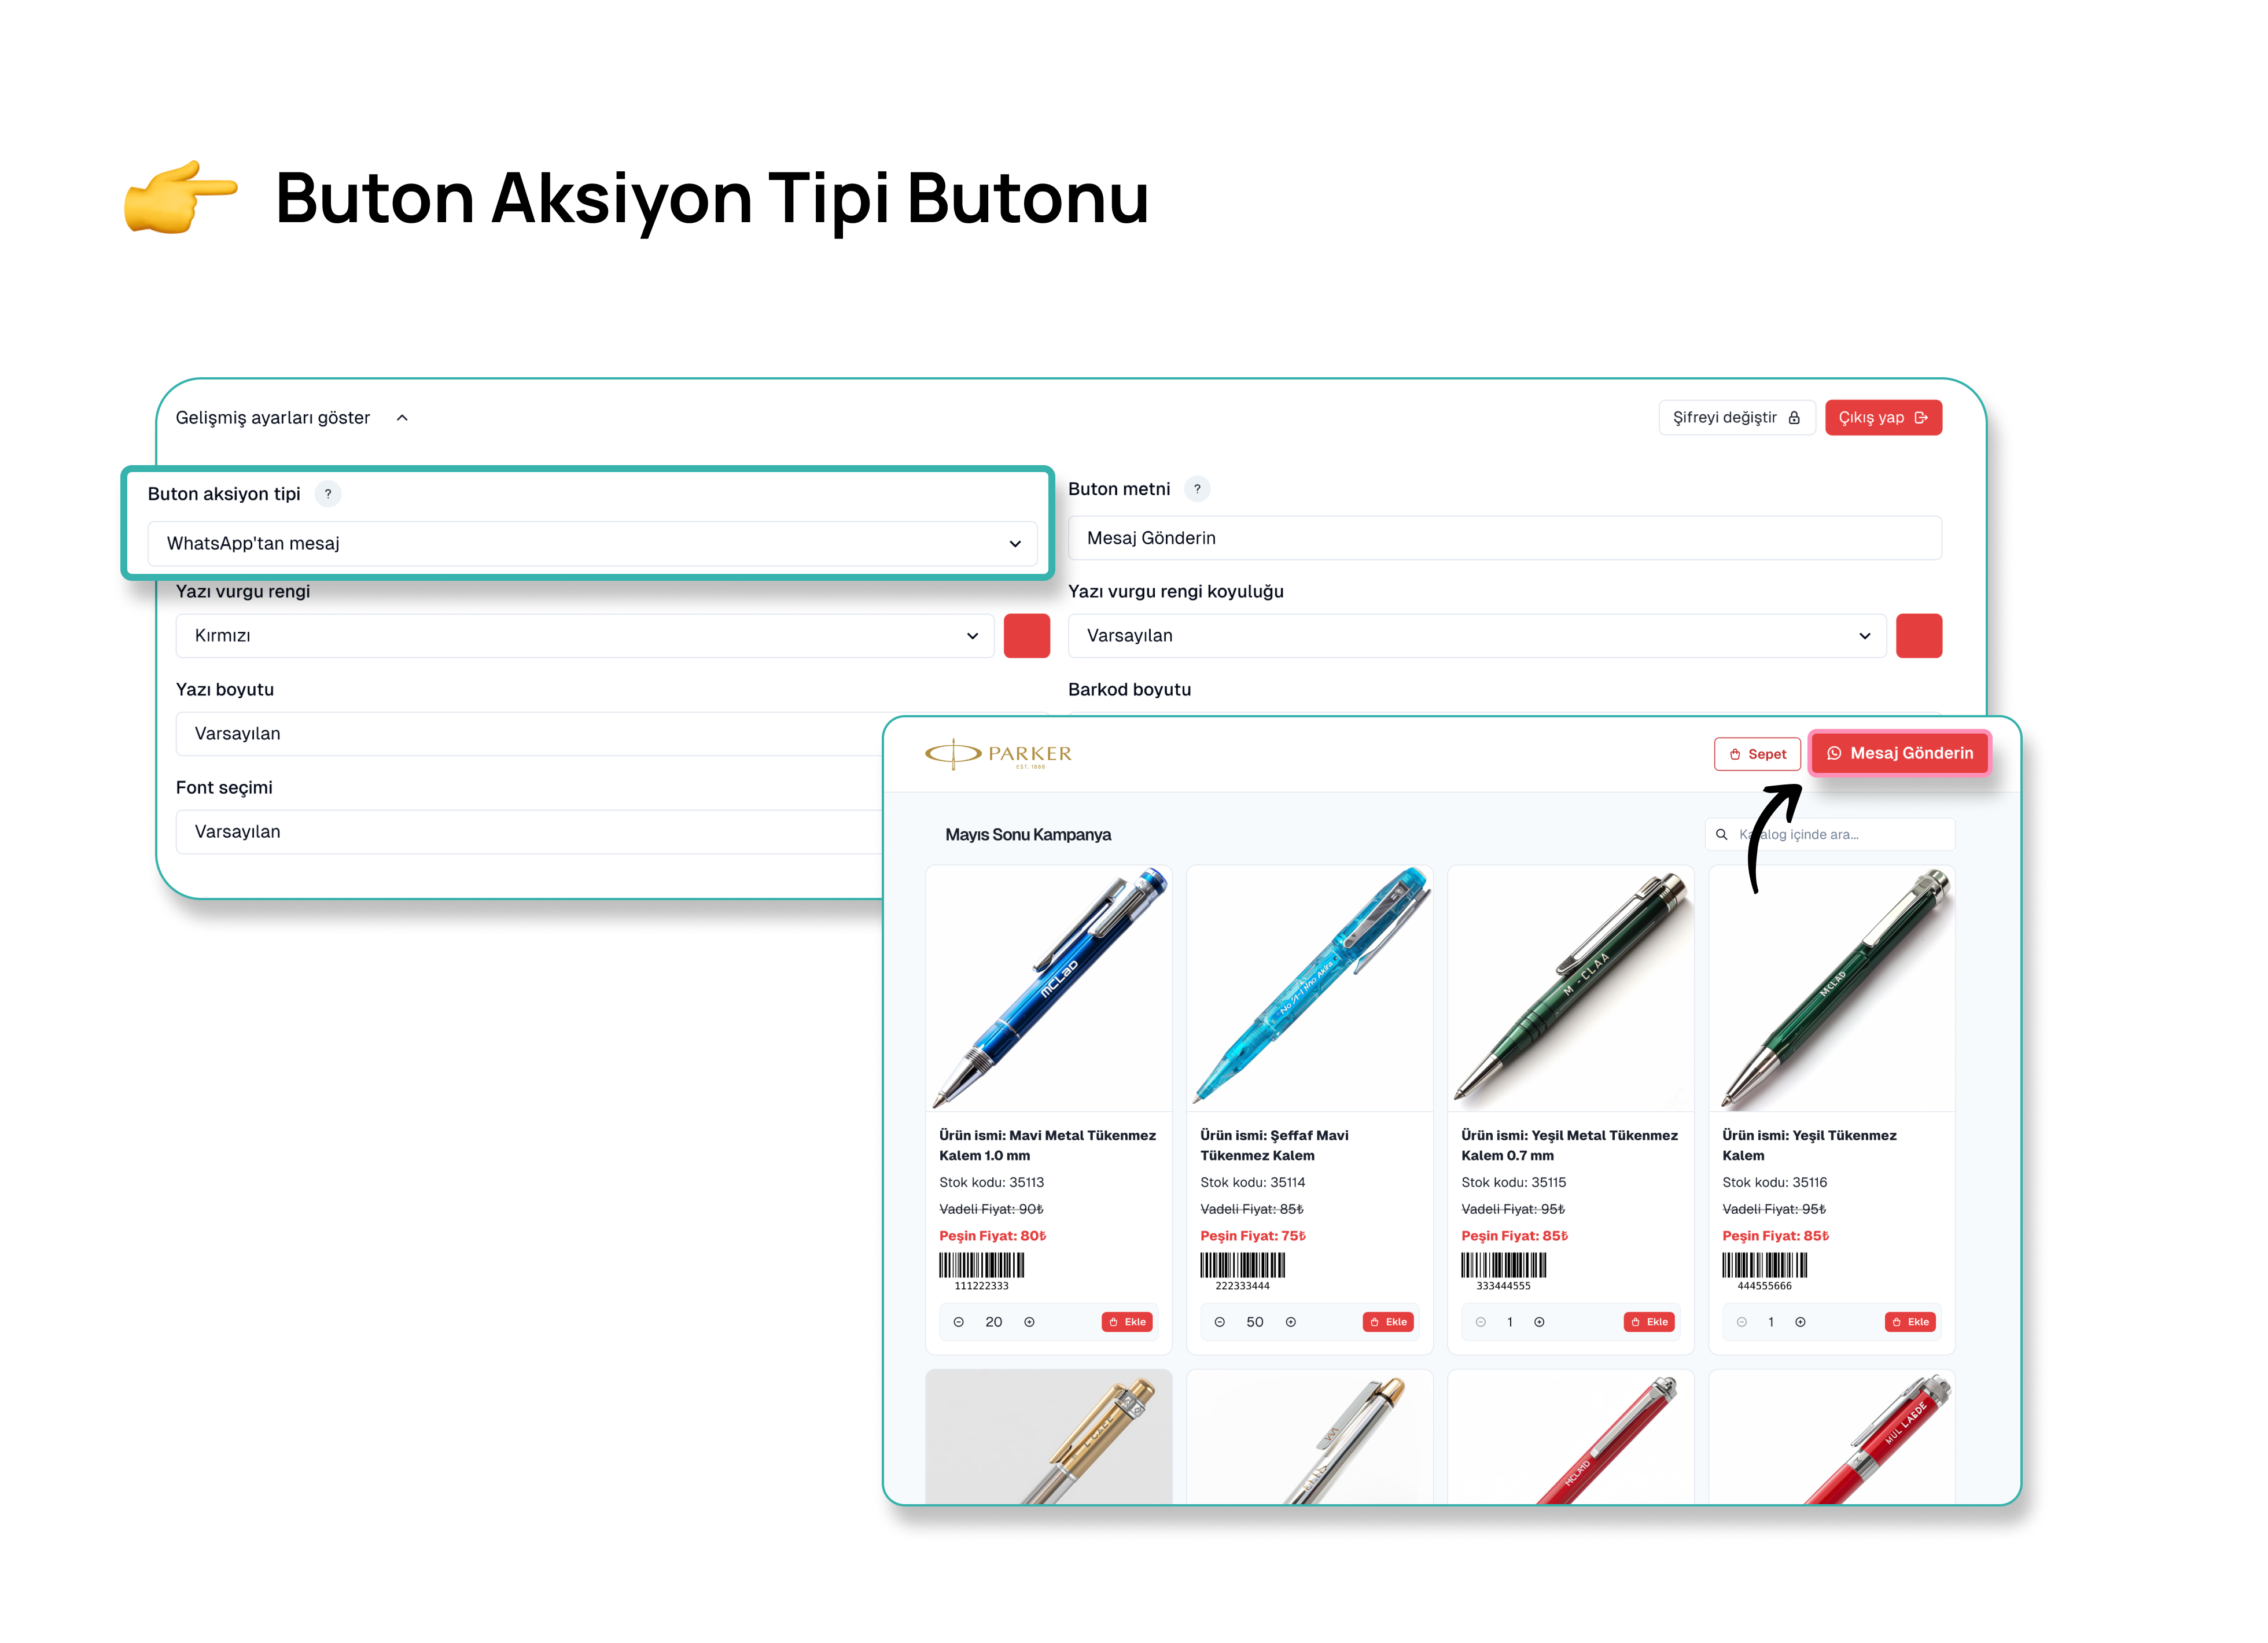 Buton Aksiyon Tipi Butonu
Gelişmiş ayarları göster
Şifreyi değiştir
Çıkış yap
Buton aksiyon tipi ?
WhatsApp'tan mesaj
Buton metni ?
Mesaj Gönderin
Yazı vurgu rengi
Kırmızı
Yazı vurgu rengi koyuluğu
Varsayılan
Yazı boyutu
Varsayılan
Barkod boyutu
Font seçimi
Varsayılan
PARKER
EST. 1888
Sepet
Mesaj Gönderin
Mayıs Sonu Kampanya
Katalog içinde ara...
MCLAD
M - CLAA
MCLAD
Ürün ismi: Mavi Metal Tükenmez
Kalem 1.0 mm
Stok kodu: 35113
Vadeli Fiyat: 90₺
Peşin Fiyat: 80₺
111222333
20
Ekle
Ürün ismi: Şeffaf Mavi
Tükenmez Kalem
Stok kodu: 35114
Vadeli Fiyat: 85₺
Peşin Fiyat: 75₺
222333444
50
Ekle
Ürün ismi: Yeşil Metal Tükenmez
Kalem 0.7 mm
Stok kodu: 35115
Vadeli Fiyat: 95₺
Peşin Fiyat: 85₺
333444555
1
Ekle
Ürün ismi: Yeşil Tükenmez
Kalem
Stok kodu: 35116
Vadeli Fiyat: 95₺
Peşin Fiyat: 85₺
444555666
1
Ekle
MUL LAEDE